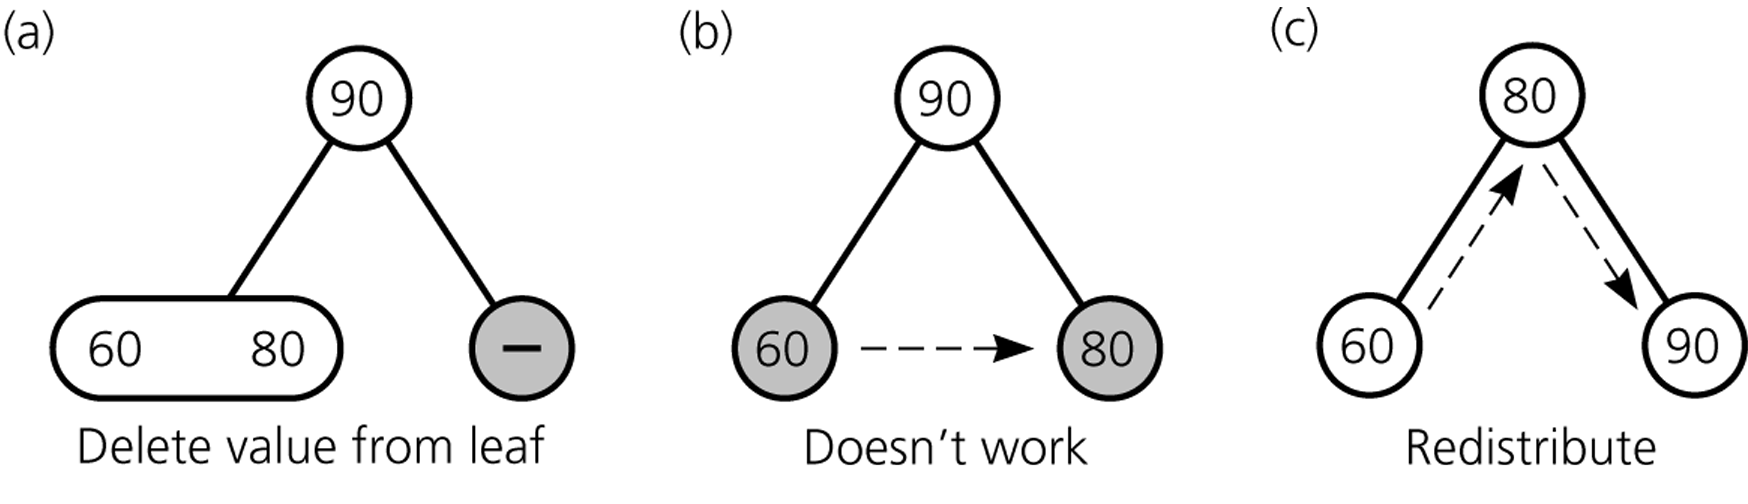 (a)
90
60 80
–
Delete value from leaf
(b)
90
60
80
Doesn't work
(c)
80
60
90
Redistribute